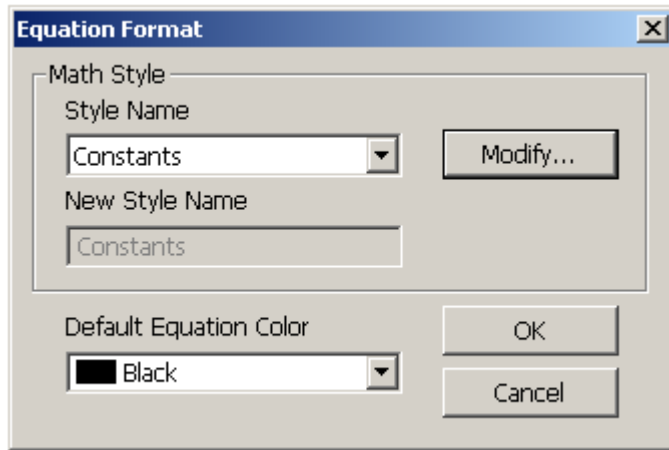 Equation Format
Math Style
Style Name
Constants
Modify...
New Style Name
Constants
Default Equation Color
Black
OK
Cancel